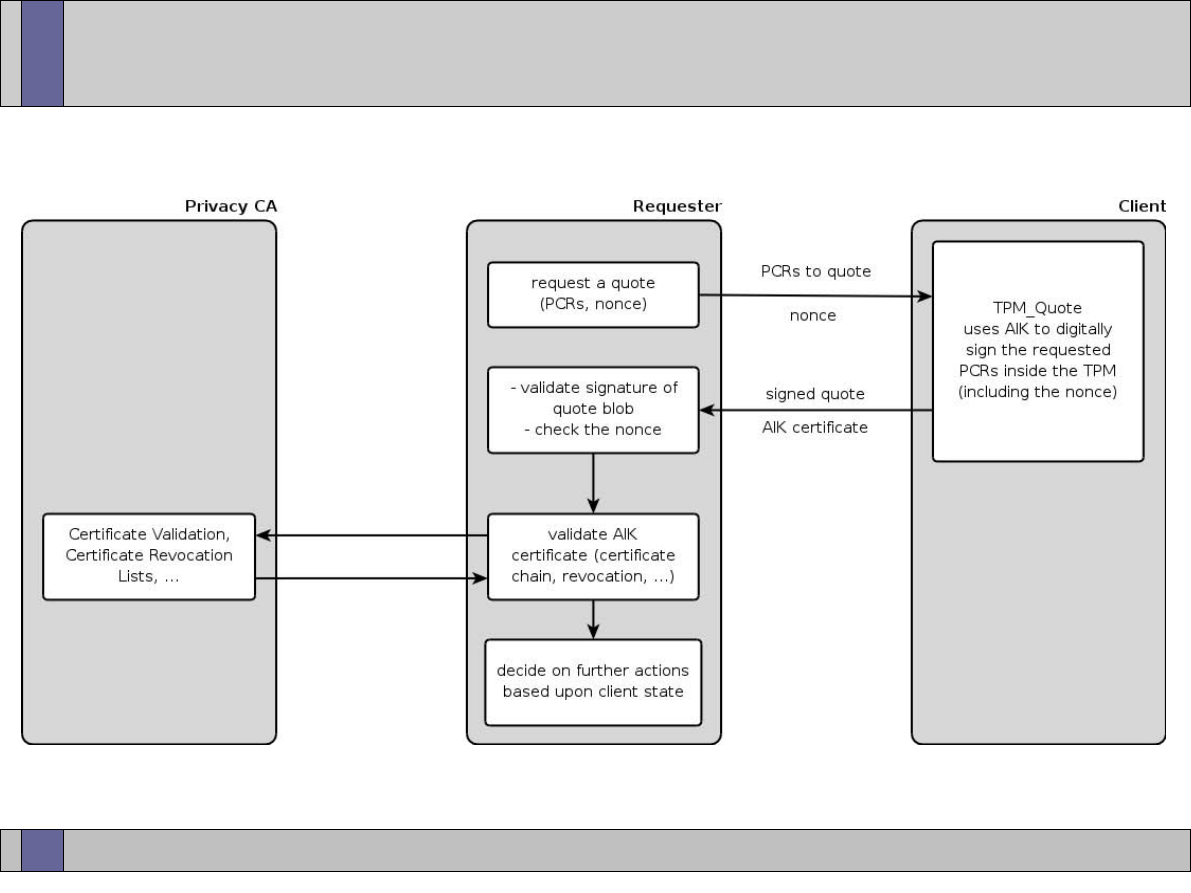 Privacy CA
Requester
Client
request a quote
(PCRs, nonce)
PCRs to quote
nonce
TPM_Quote
uses AIK to digitally
sign the requested
PCRs inside the TPM
(including the nonce)
- validate signature of
quote blob
- check the nonce
signed quote
AIK certificate
Certificate Validation,
Certificate Revocation
Lists, ...
validate AIK
certificate (certificate
chain, revocation, ...)
decide on further actions
based upon client state